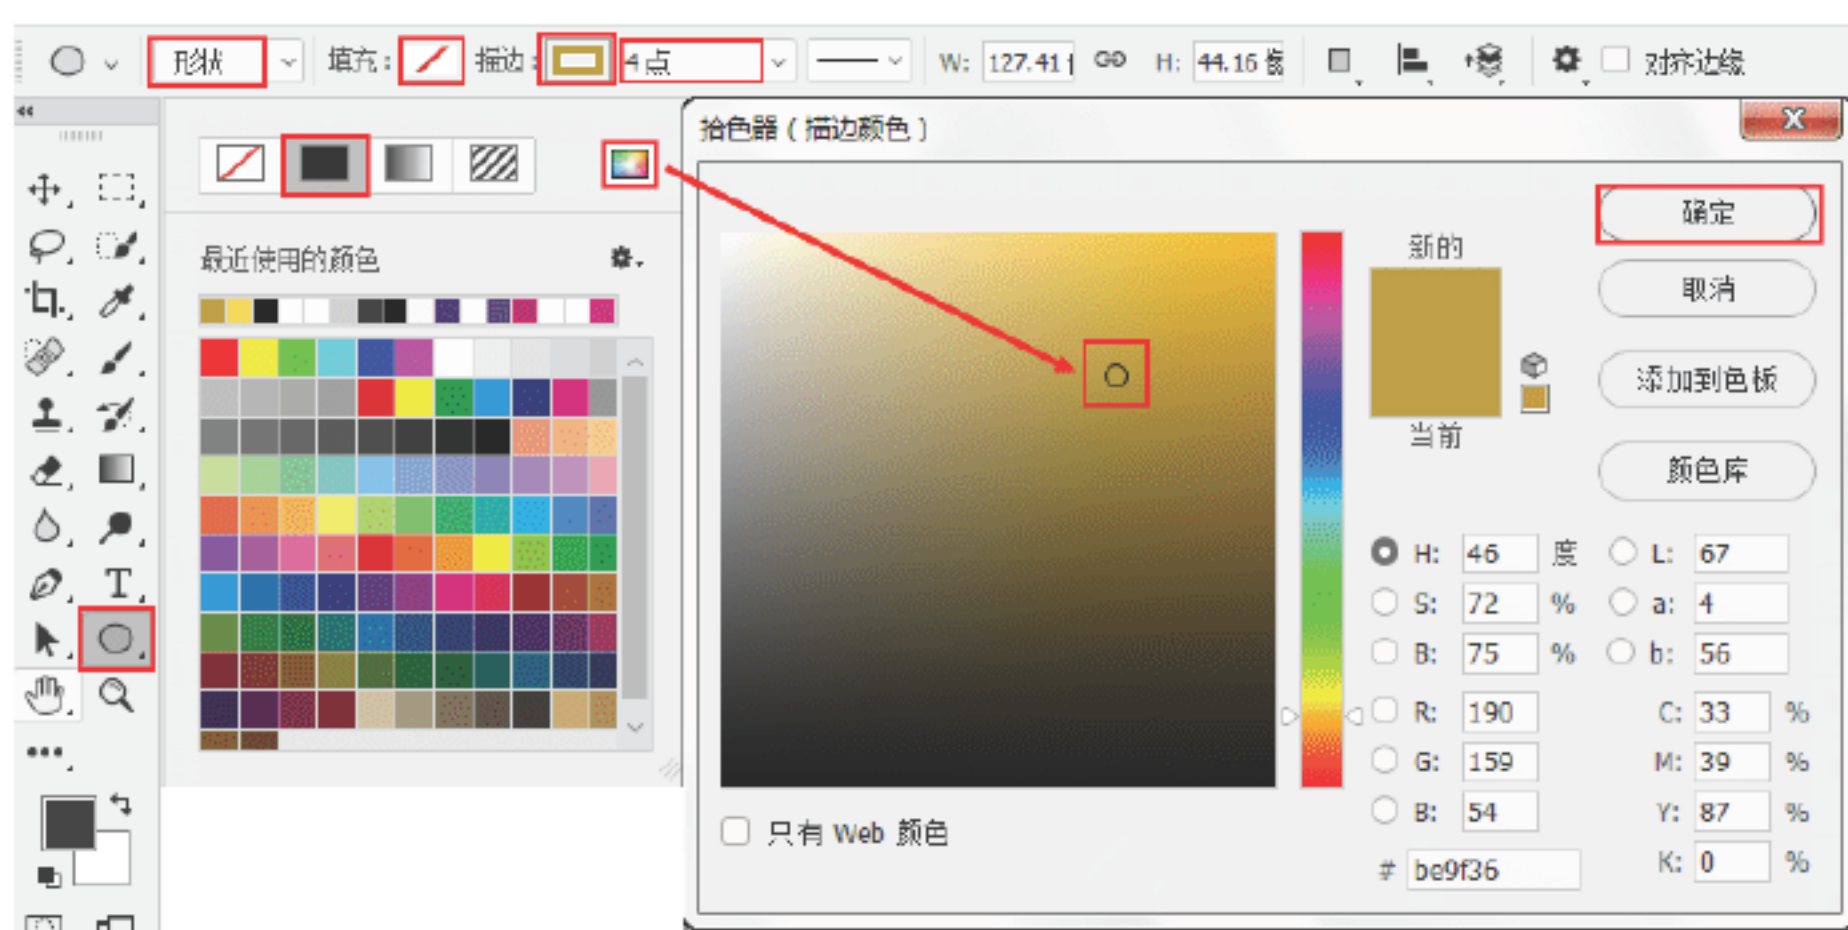 形状 填充: 描边: 4点 W: 127.41 H: 44.16 像 对齐边缘
拾色器(描边颜色)
最近使用的颜色
新的
当前
确定
取消
添加到色板
颜色库
H: 46 度 L: 67
S: 72 % a: 4
B: 75 % b: 56
R: 190 C: 33 %
G: 159 M: 39 %
B: 54 Y: 87 %
# be9f36 K: 0 %
只有 Web 颜色
T